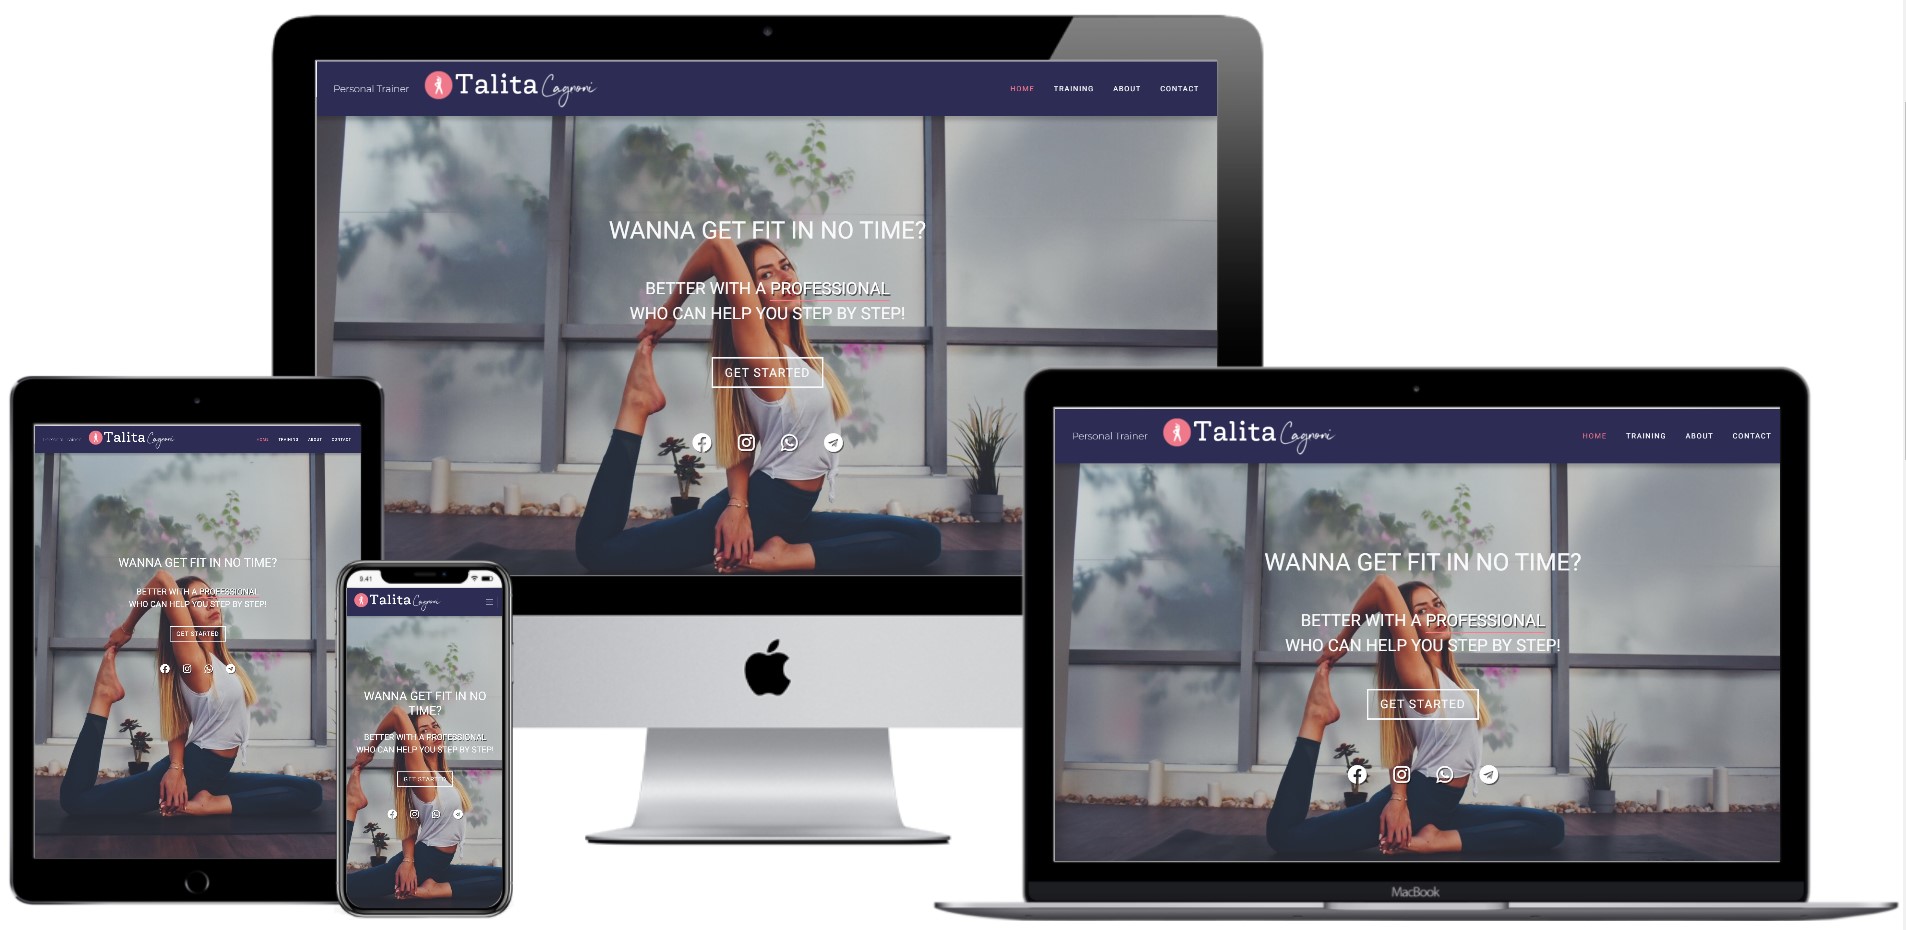 Personal Trainer
Talita Cagnoni
HOME TRAINING ABOUT CONTACT
WANNA GET FIT IN NO TIME?
BETTER WITH A PROFESSIONAL
WHO CAN HELP YOU STEP BY STEP!
GET STARTED
Talita Cagnoni
HOME TRAINING ABOUT CONTACT
WANNA GET FIT IN NO TIME?
BETTER WITH A PROFESSIONAL
WHO CAN HELP YOU STEP BY STEP!
GET STARTED
9:41
Talita Cagnoni
WANNA GET FIT IN NO
TIME?
BETTER WITH A PROFESSIONAL
WHO CAN HELP YOU STEP BY STEP!
GET STARTED
Personal Trainer
Talita Cagnoni
HOME TRAINING ABOUT CONTACT
WANNA GET FIT IN NO TIME?
BETTER WITH A PROFESSIONAL
WHO CAN HELP YOU STEP BY STEP!
GET STARTED
MacBook